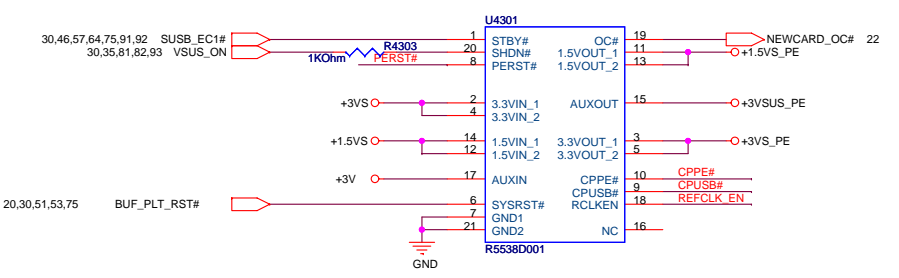 U4301
30,46,57,64,75,91,92 SUSB_EC1# 1 STBY# OC# 19 NEWCARD_OC# 22
30,35,81,82,93 VSUS_ON R4303 20 SHDN# 1.5VOUT_1 11 +1.5VS_PE
1KOhm PERST# 8 PERST# 1.5VOUT_2 13
+3VS 2 3.3VIN_1 AUXOUT 15 +3VSUS_PE
4 3.3VIN_2
+1.5VS 14 1.5VIN_1 3.3VOUT_1 3 +3VS_PE
12 1.5VIN_2 3.3VOUT_2 5
+3V 17 AUXIN CPPE# 10 CPPE#
CPUSB# 9 CPUSB#
20,30,51,53,75 BUF_PLT_RST# 6 SYSRST# RCLKEN 18 REFCLK_EN
7 GND1
21 GND2 NC 16
R5538D001
GND